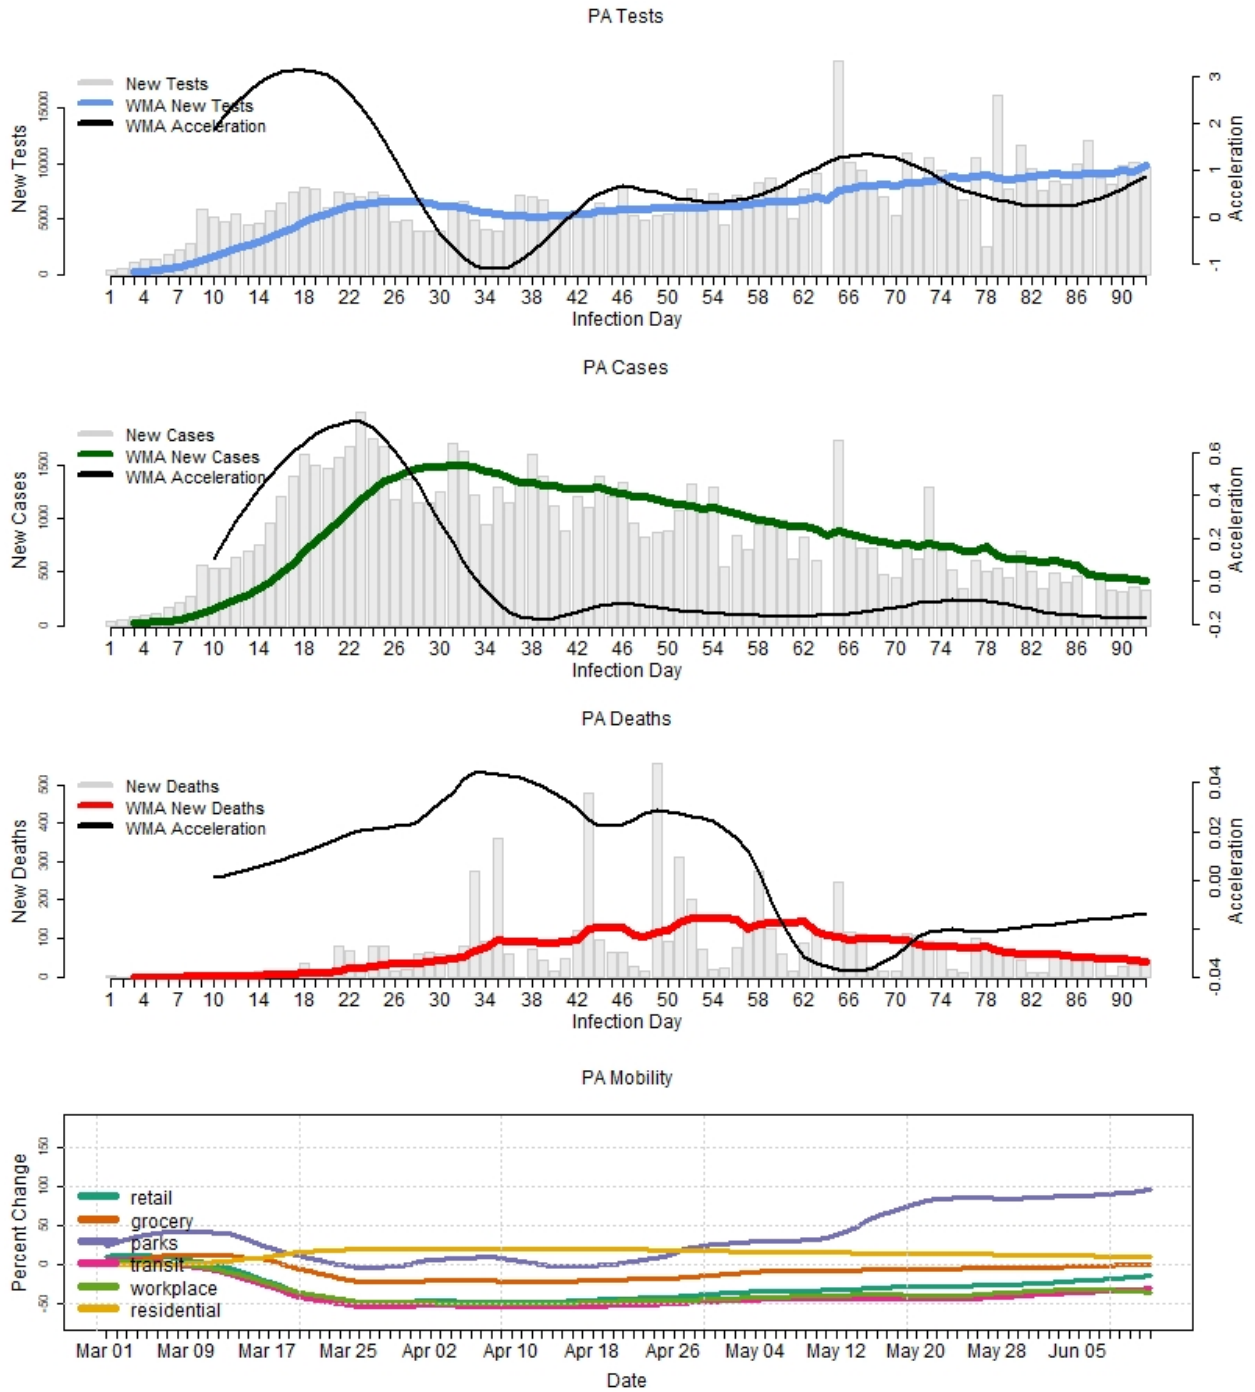 PA Tests
New Tests
WMA New Tests
WMA Acceleration
New Tests
0
5000
10000
15000
-1
0
1
2
3
Acceleration
1 4 7 10 14 18 22 26 30 34 38 42 46 50 54 58 62 66 70 74 78 82 86 90
Infection Day
PA Cases
New Cases
WMA New Cases
WMA Acceleration
New Cases
0
500
1000
1500
-0.2
0.0
0.2
0.4
0.6
Acceleration
1 4 7 10 14 18 22 26 30 34 38 42 46 50 54 58 62 66 70 74 78 82 86 90
Infection Day
PA Deaths
New Deaths
WMA New Deaths
WMA Acceleration
New Deaths
0
100
200
300
400
500
-0.04
0.00
0.02
0.04
Acceleration
1 4 7 10 14 18 22 26 30 34 38 42 46 50 54 58 62 66 70 74 78 82 86 90
Infection Day
PA Mobility
retail
grocery
parks
transit
workplace
residential
Percent Change
-50
0
50
100
150
Mar 01 Mar 09 Mar 17 Mar 25 Apr 02 Apr 10 Apr 18 Apr 26 May 04 May 12 May 20 May 28 Jun 05
Date